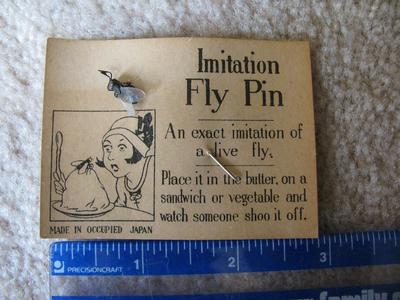 Imitation
Fly Pin
An exact imitation of
a live fly.
Place it in the butter, on a
sandwich or vegetable and
watch someone shoo it off.
MADE IN OCCUPIED JAPAN
PRECISIONCRAFT
1
2
3
family